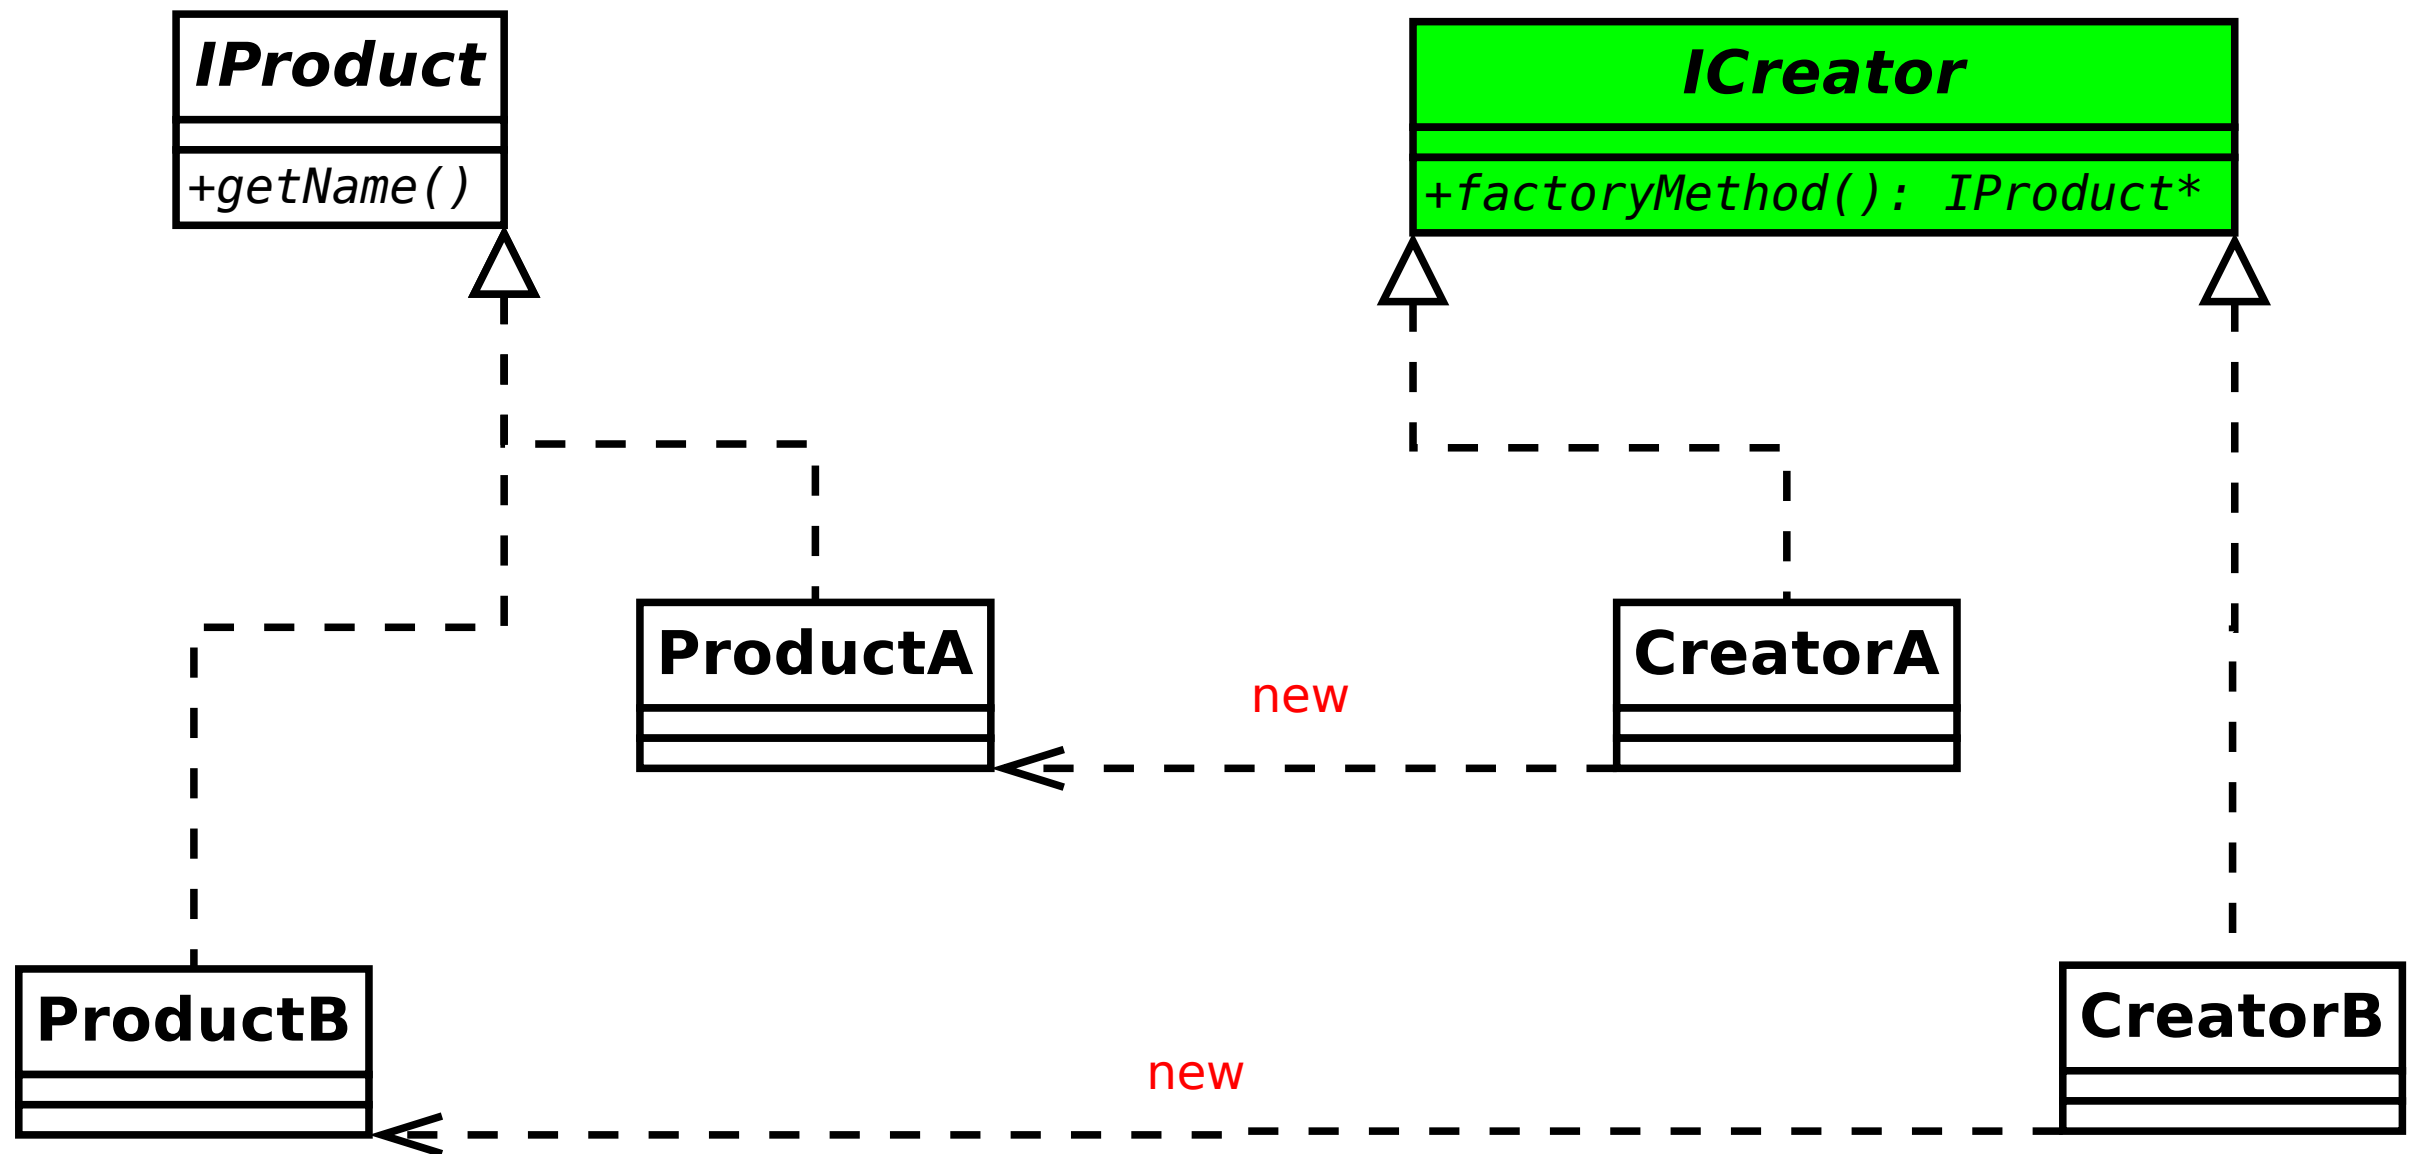 IProduct
+getName()
ICreator
+factoryMethod(): IProduct*
ProductA
new
CreatorA
ProductB
new
CreatorB